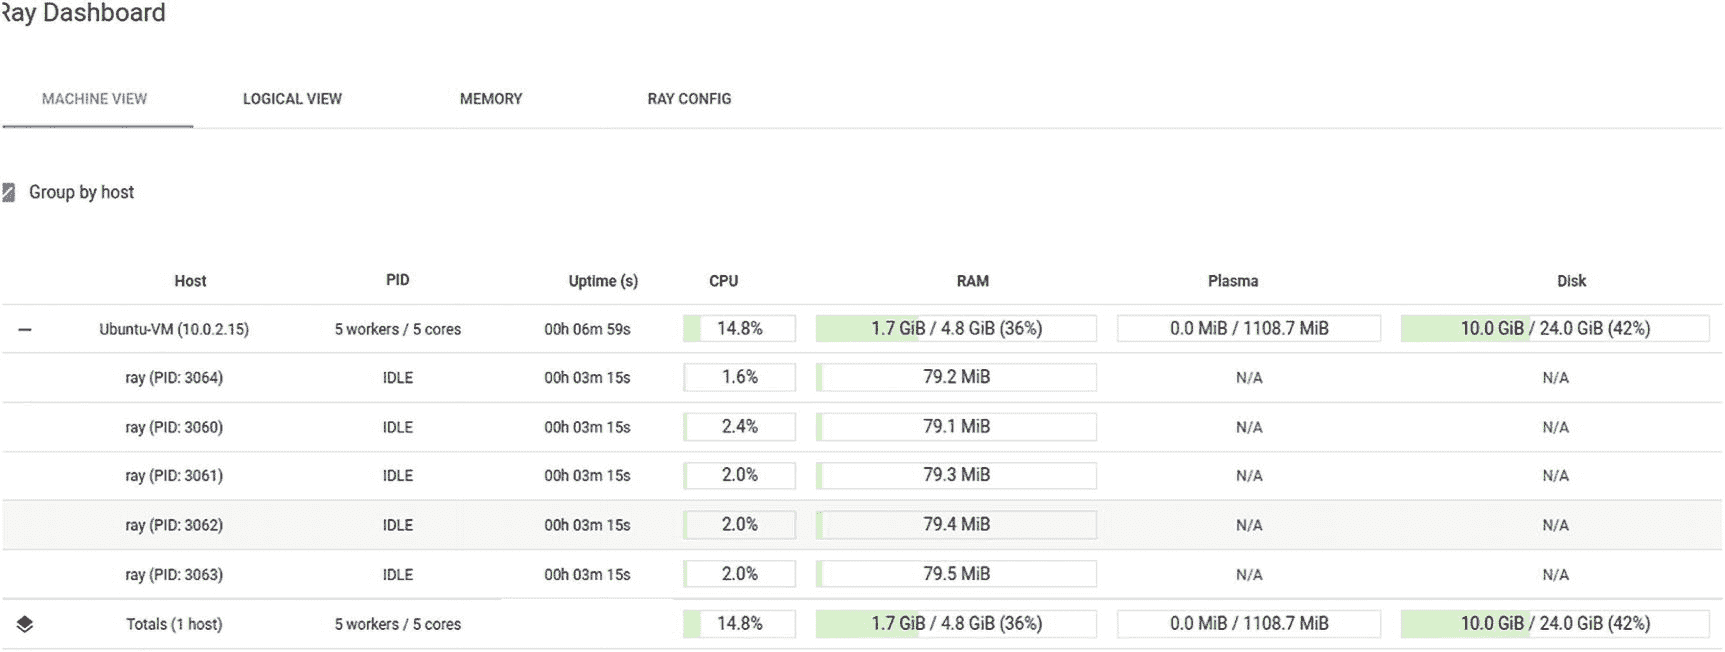 Ray Dashboard
MACHINE VIEW LOGICAL VIEW MEMORY RAY CONFIG
Group by host
Host PID Uptime (s) CPU RAM Plasma Disk
Ubuntu-VM (10.0.2.15) 5 workers / 5 cores 00h 06m 59s 14.8% 1.7 GiB / 4.8 GiB (36%) 0.0 MiB / 1108.7 MiB 10.0 GiB / 24.0 GiB (42%)
ray (PID: 3064) IDLE 00h 03m 15s 1.6% 79.2 MiB N/A N/A
ray (PID: 3060) IDLE 00h 03m 15s 2.4% 79.1 MiB N/A N/A
ray (PID: 3061) IDLE 00h 03m 15s 2.0% 79.3 MiB N/A N/A
ray (PID: 3062) IDLE 00h 03m 15s 2.0% 79.4 MiB N/A N/A
ray (PID: 3063) IDLE 00h 03m 15s 2.0% 79.5 MiB N/A N/A
Totals (1 host) 5 workers / 5 cores 14.8% 1.7 GiB / 4.8 GiB (36%) 0.0 MiB / 1108.7 MiB 10.0 GiB / 24.0 GiB (42%)